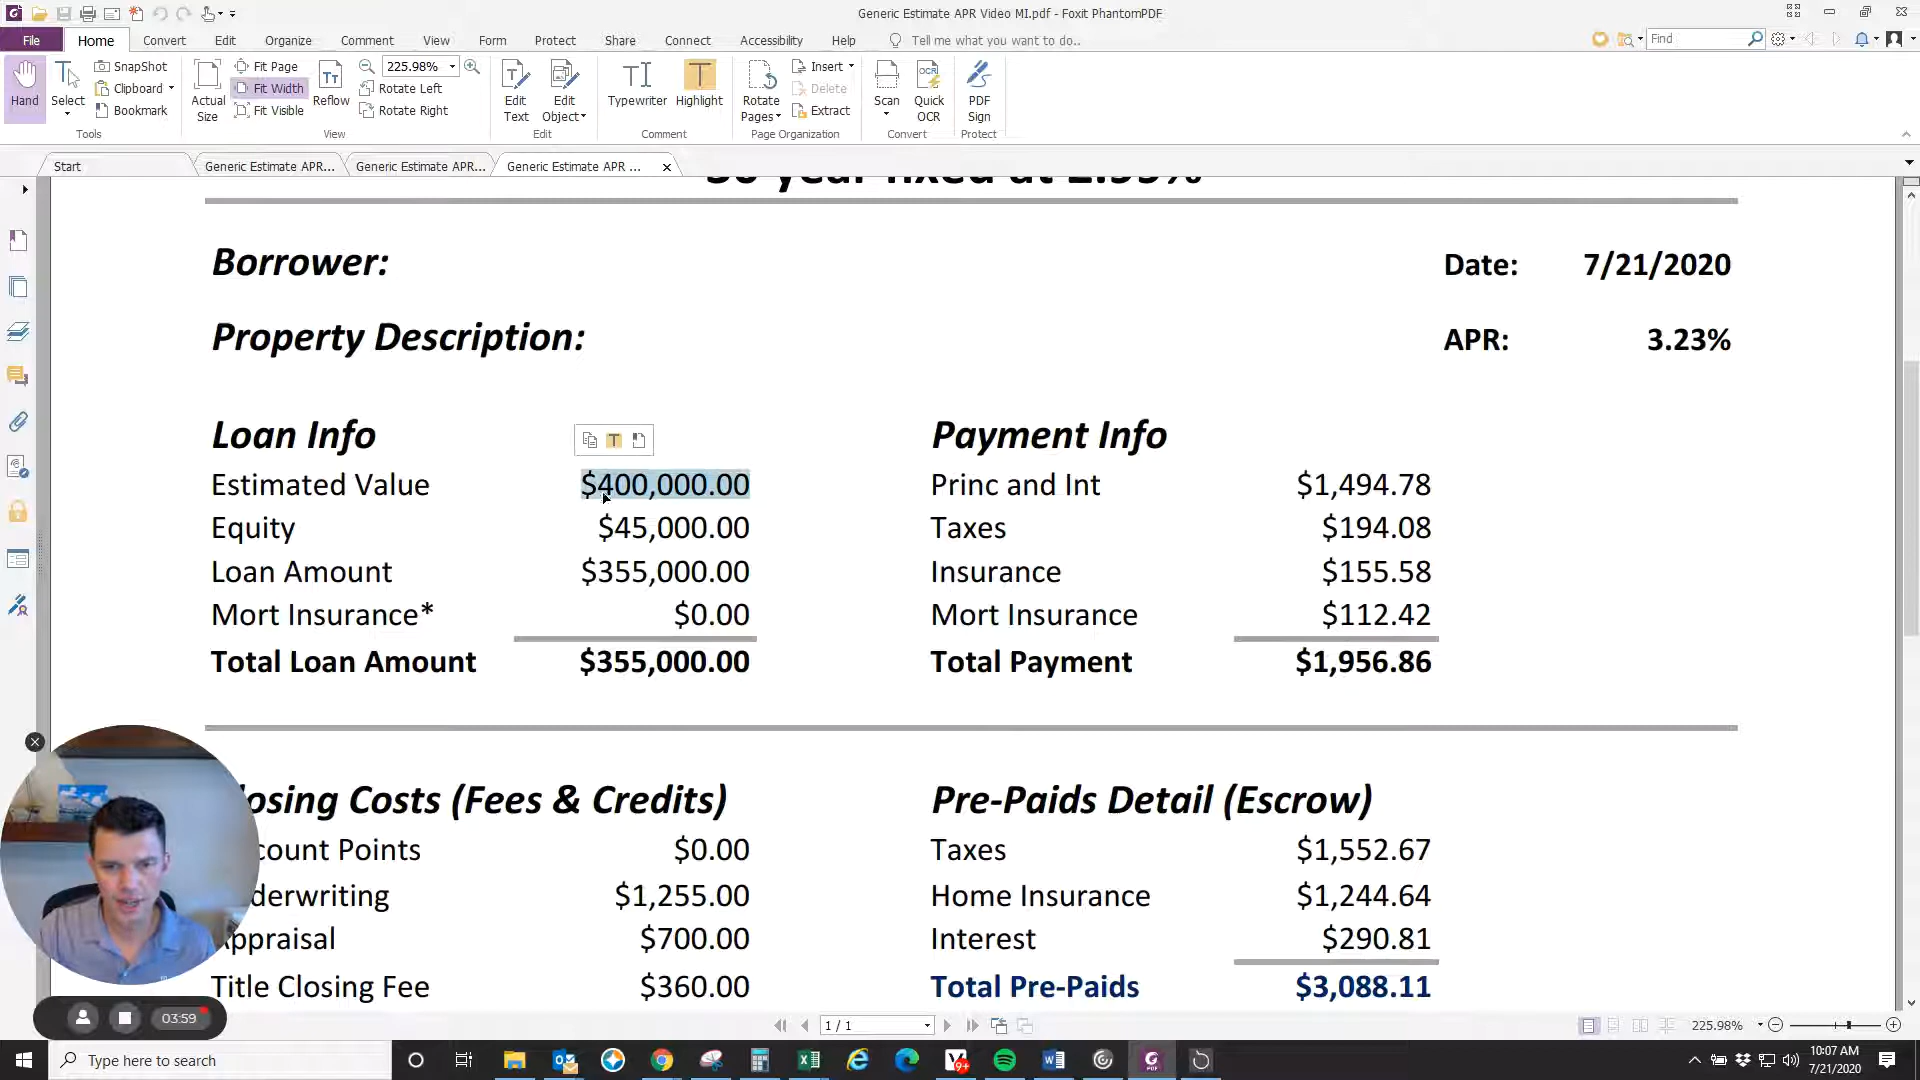 Generic Estimate APR Video MI.pdf - Foxit PhantomPDF
File Home Convert Edit Organize Comment View Form Protect Share Connect Accessibility Help Tell me what you want to do.. Find
Hand
Select
SnapShot
Clipboard
Bookmark
Tools
Actual Size
Fit Page
Fit Width
Fit Visible
Reflow
225.98%
Rotate Left
Rotate Right
View
Edit Text
Edit Object
Edit
Typewriter
Highlight
Comment
Rotate Pages
Insert
Delete
Extract
Page Organization
Scan
Quick OCR
Convert
PDF Sign
Protect
Start Generic Estimate APR... Generic Estimate APR... Generic Estimate APR ...
Borrower: Date: 7/21/2020
Property Description: APR: 3.23%
Loan Info
Estimated Value $400,000.00
Equity $45,000.00
Loan Amount $355,000.00
Mort Insurance* $0.00
Total Loan Amount $355,000.00
Payment Info
Princ and Int $1,494.78
Taxes $194.08
Insurance $155.58
Mort Insurance $112.42
Total Payment $1,956.86
osing Costs (Fees & Credits)
count Points $0.00
derwriting $1,255.00
Appraisal $700.00
Title Closing Fee $360.00
Pre-Paids Detail (Escrow)
Taxes $1,552.67
Home Insurance $1,244.64
Interest $290.81
Total Pre-Paids $3,088.11
03:59
1 / 1
225.98%
Type here to search
9+
10:07 AM
7/21/2020